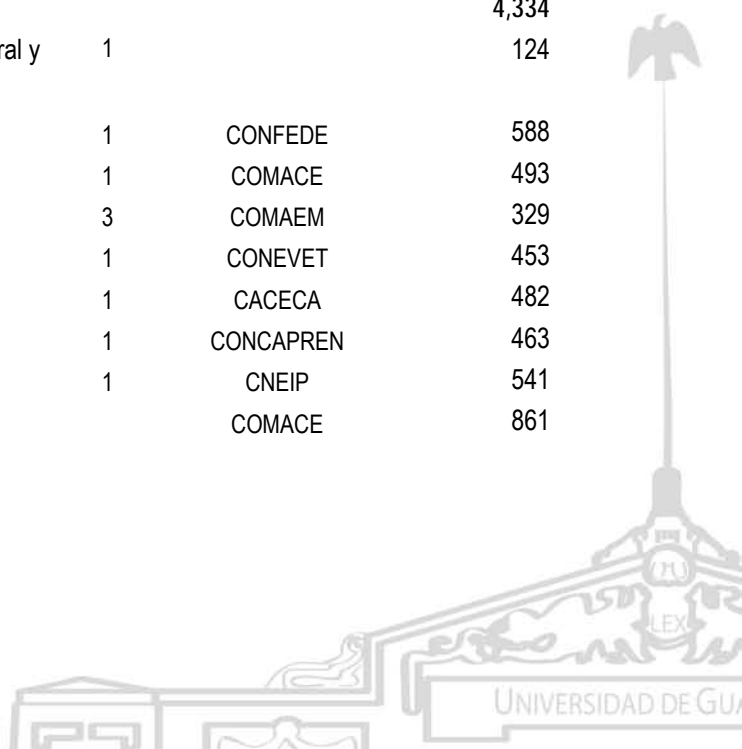 4,334
ral y 1 124
1 CONFEDE 588
1 COMACE 493
3 COMAEM 329
1 CONEVET 453
1 CACECA 482
1 CONCAPREN 463
1 CNEIP 541
COMACE 861
LEX
UNIVERSIDAD DE GUA